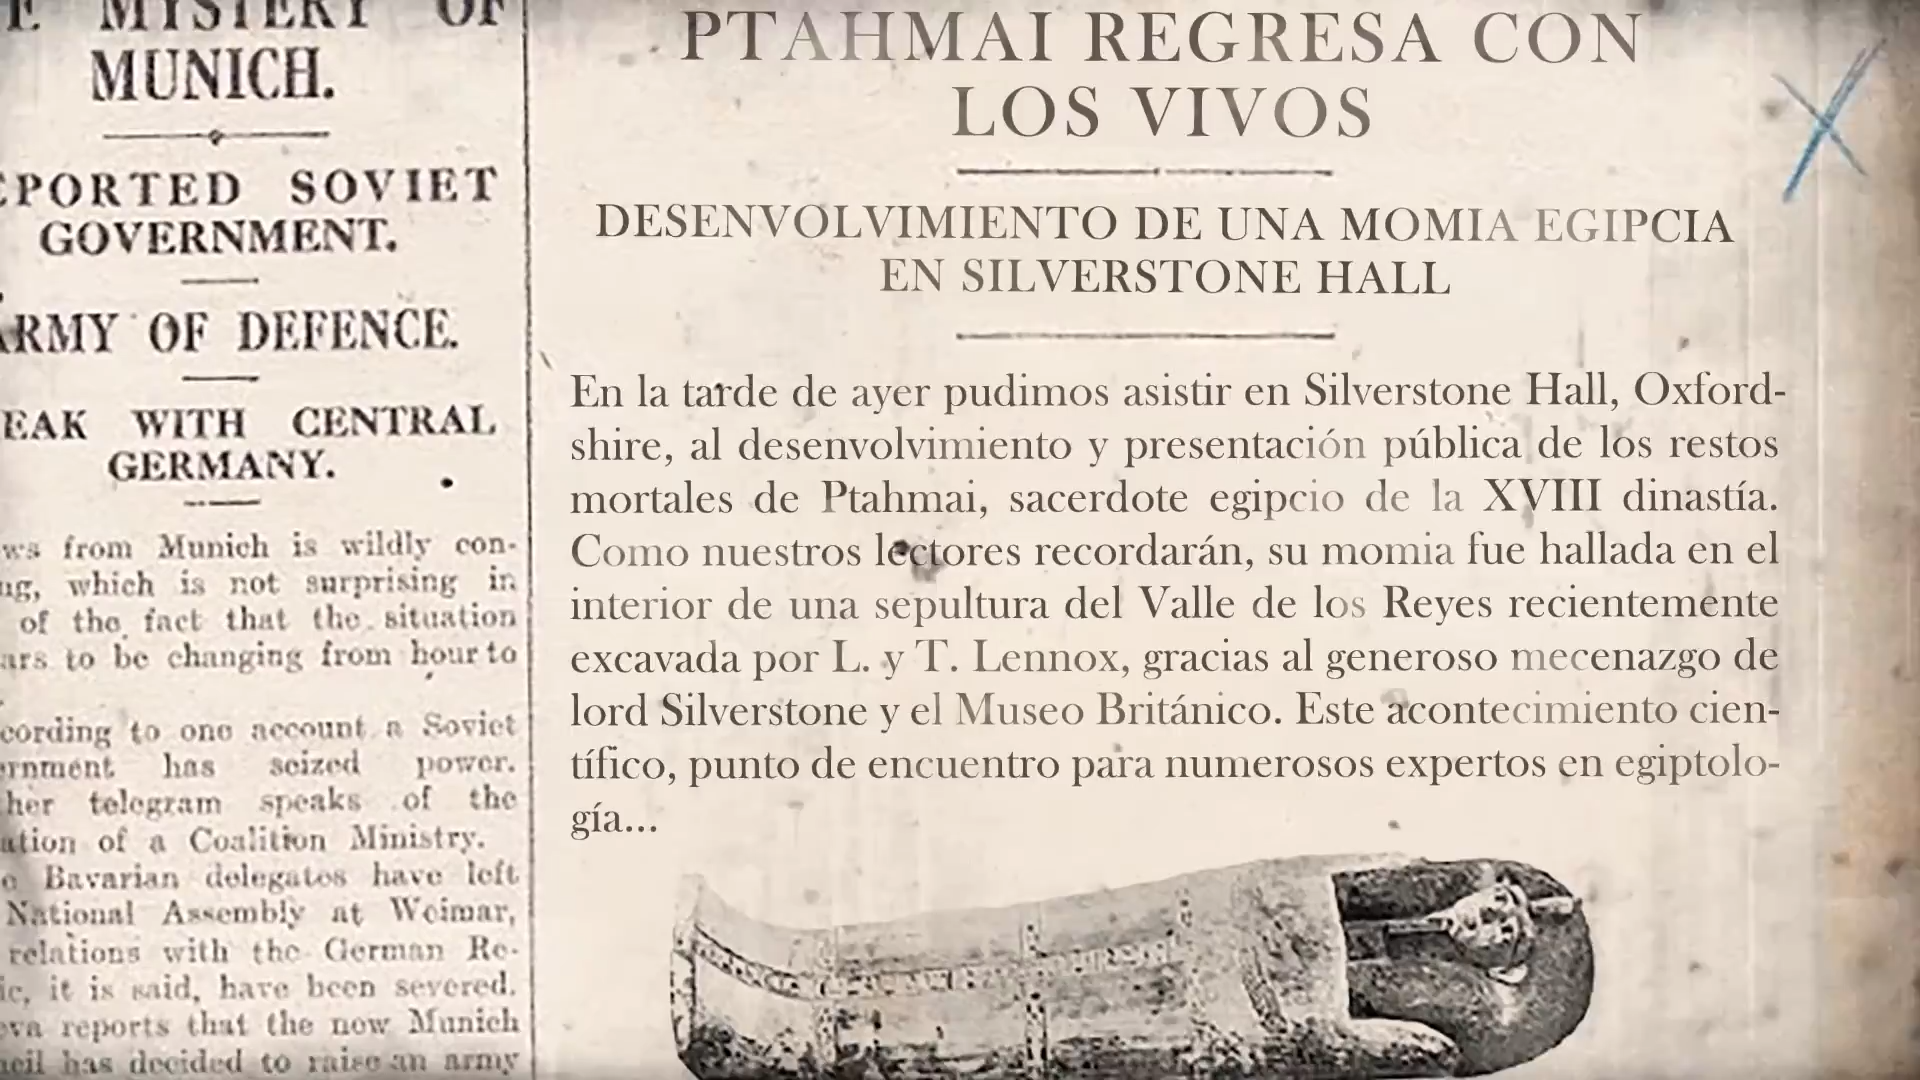 MYSTERY OF
MUNICH.
SOVIET
GOVERNMENT.
OF DEFENCE.
WITH CENTRAL
GERMANY.
from Munich is wildly con-
which is not surprising in
of the fact that the situation
to be changing from hour to
to one account a Soviet
has seized power.
telegram speaks of the
of a Coalition Ministry.
Bavarian delegates have left
National Assembly at Weimar,
relations with the German Re-
it is said, have been severed.
reports that the new Munich
has decided to raise an army
PTAHMAI REGRESA CON
LOS VIVOS
DESENVOLVIMIENTO DE UNA MOMIA EGIPCIA
EN SILVERSTONE HALL
En la tarde de ayer pudimos asistir en Silverstone Hall, Oxford-
shire, al desenvolvimiento y presentación pública de los restos
mortales de Ptahmai, sacerdote egipcio de la XVIII dinastía.
Como nuestros lectores recordarán, su momia fue hallada en el
interior de una sepultura del Valle de los Reyes recientemente
excavada por L. y T. Lennox, gracias al generoso mecenazgo de
lord Silverstone y el Museo Británico. Este acontecimiento cien-
tífico, punto de encuentro para numerosos expertos en egiptolo-
gía...